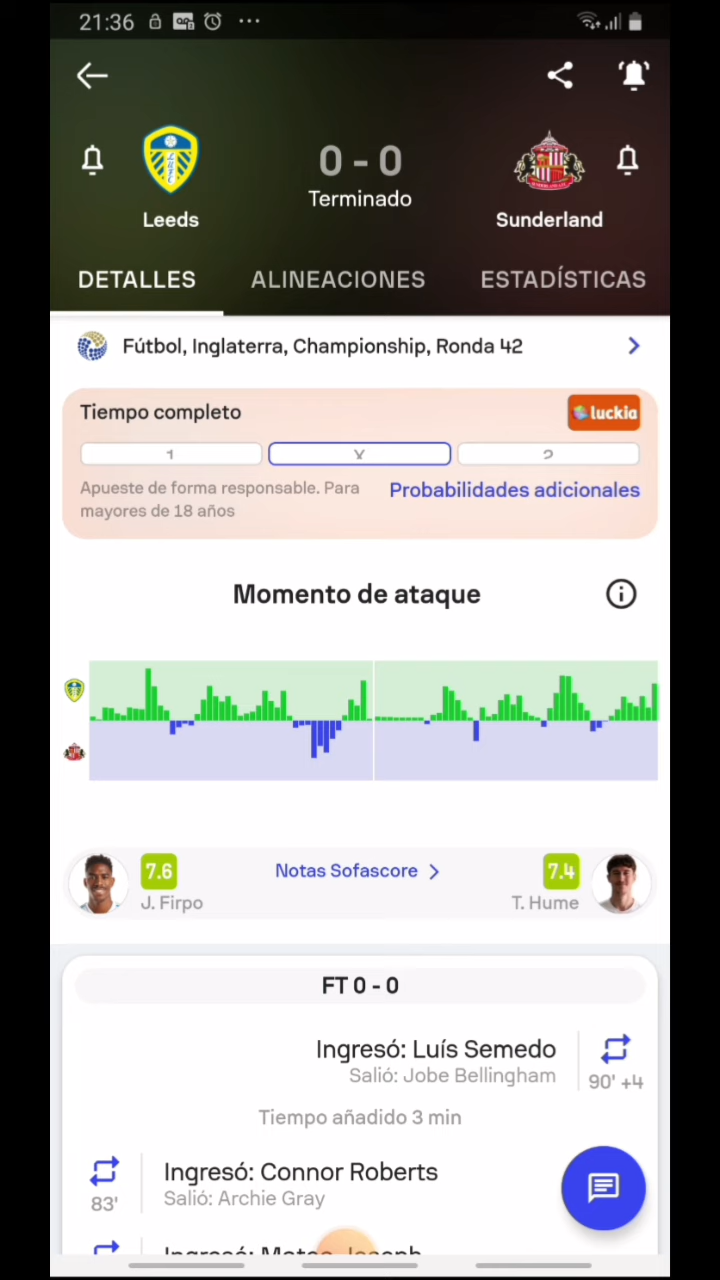 21:36
0 - 0
Terminado
Leeds
Sunderland
DETALLES
ALINEACIONES
ESTADÍSTICAS
Fútbol, Inglaterra, Championship, Ronda 42
Tiempo completo
luckia
1
X
2
Apueste de forma responsable. Para
mayores de 18 años
Probabilidades adicionales
Momento de ataque
7.6
J. Firpo
Notas Sofascore
7.4
T. Hume
FT 0 - 0
Ingresó: Luís Semedo
Salió: Jobe Bellingham
90' +4
Tiempo añadido 3 min
Ingresó: Connor Roberts
Salió: Archie Gray
83'
Ingresó: Mateo Joseph